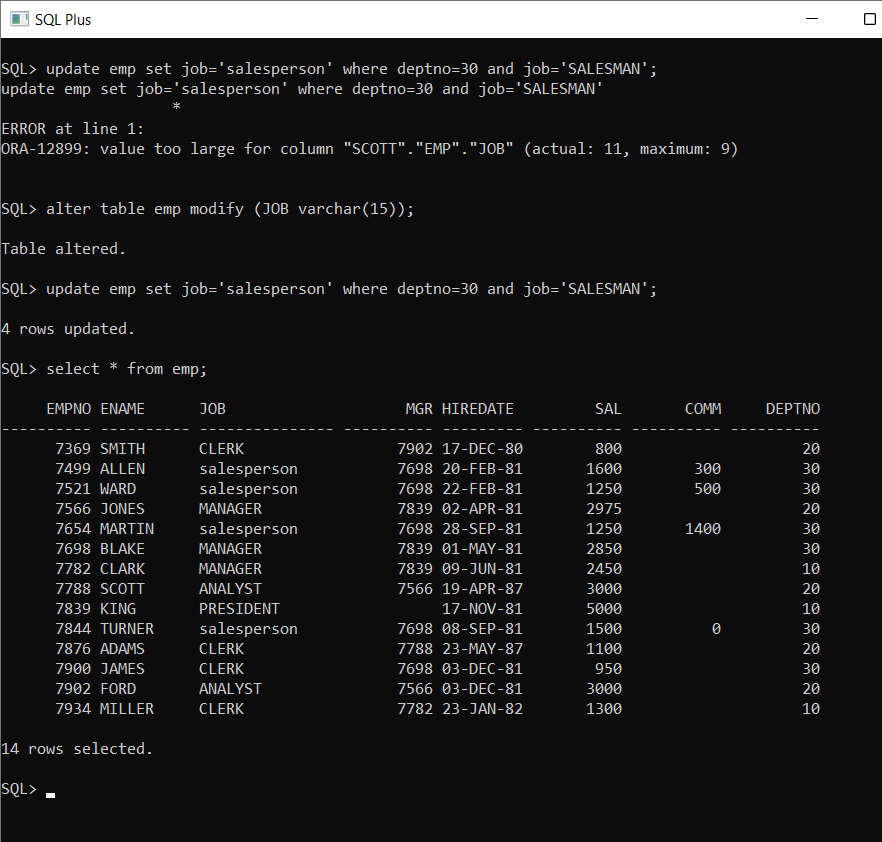 SQL Plus
SQL> update emp set job='salesperson' where deptno=30 and job='SALESMAN';
update emp set job='salesperson' where deptno=30 and job='SALESMAN'
                   *
ERROR at line 1:
ORA-12899: value too large for column "SCOTT"."EMP"."JOB" (actual: 11, maximum: 9)
SQL> alter table emp modify (JOB varchar(15));
Table altered.
SQL> update emp set job='salesperson' where deptno=30 and job='SALESMAN';
4 rows updated.
SQL> select * from emp;
     EMPNO ENAME      JOB                    MGR HIREDATE         SAL       COMM     DEPTNO
---------- ---------- --------------- ---------- --------- ---------- ---------- ----------
      7369 SMITH      CLERK                 7902 17-DEC-80        800                    20
      7499 ALLEN      salesperson           7698 20-FEB-81       1600        300         30
      7521 WARD       salesperson           7698 22-FEB-81       1250        500         30
      7566 JONES      MANAGER               7839 02-APR-81       2975                    20
      7654 MARTIN     salesperson           7698 28-SEP-81       1250       1400         30
      7698 BLAKE      MANAGER               7839 01-MAY-81       2850                    30
      7782 CLARK      MANAGER               7839 09-JUN-81       2450                    10
      7788 SCOTT      ANALYST               7566 19-APR-87       3000                    20
      7839 KING       PRESIDENT                  17-NOV-81       5000                    10
      7844 TURNER     salesperson           7698 08-SEP-81       1500          0         30
      7876 ADAMS      CLERK                 7788 23-MAY-87       1100                    20
      7900 JAMES      CLERK                 7698 03-DEC-81        950                    30
      7902 FORD       ANALYST               7566 03-DEC-81       3000                    20
      7934 MILLER     CLERK                 7782 23-JAN-82       1300                    10
14 rows selected.
SQL>